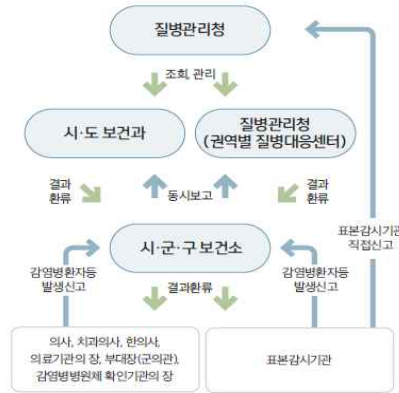 질병관리청
조회, 관리
시·도 보건과
질병관리청
(권역별 질병대응센터)
결과
환류
동시보고
결과
환류
표본감시기관
직접신고
시·군·구 보건소
감염병환자등
발생신고
결과환류
감염병환자등
발생신고
의사, 치과의사, 한의사,
의료기관의 장, 부대장(군의관),
감염병병원체 확인기관의 장
표본감시기관